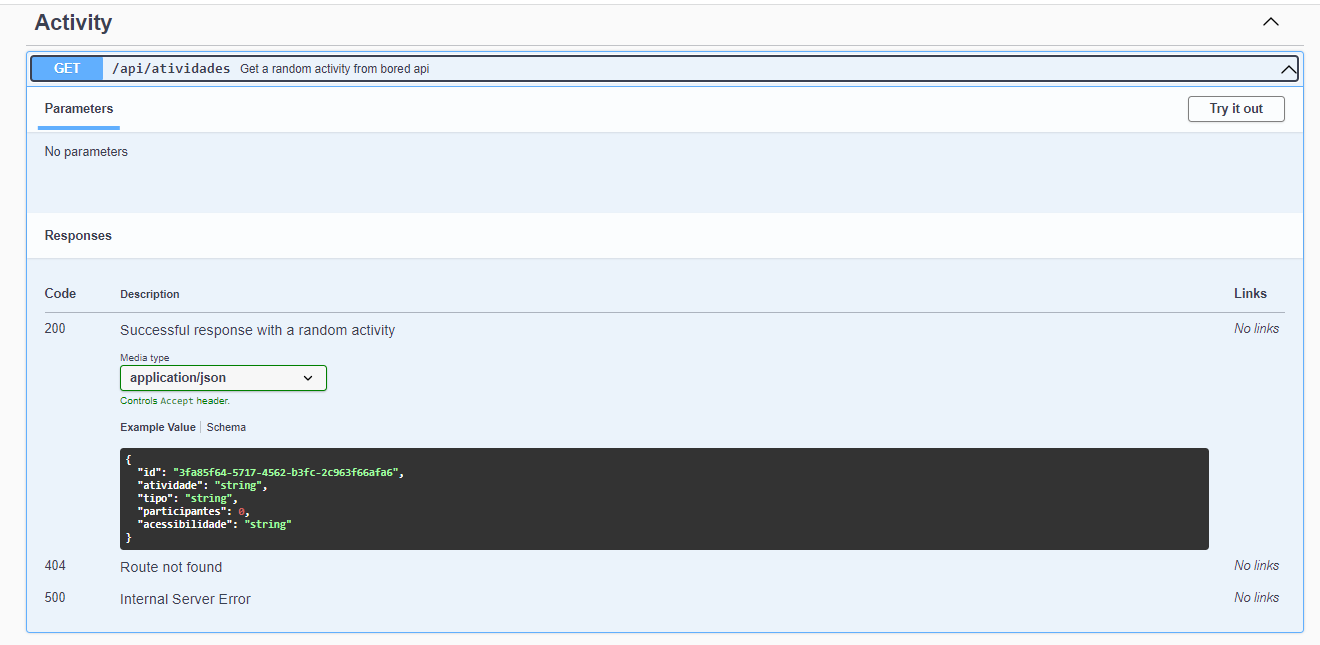 Activity
GET /api/atividades Get a random activity from bored api
Parameters Try it out
No parameters
Responses
Code Description Links
200 Successful response with a random activity No links
Media type
application/json
Controls Accept header.
Example Value Schema
{
"id": "3fa85f64-5717-4562-b3fc-2c963f66afa6",
"atividade": "string",
"tipo": "string",
"participantes": 0,
"acessibilidade": "string"
}
404 Route not found No links
500 Internal Server Error No links